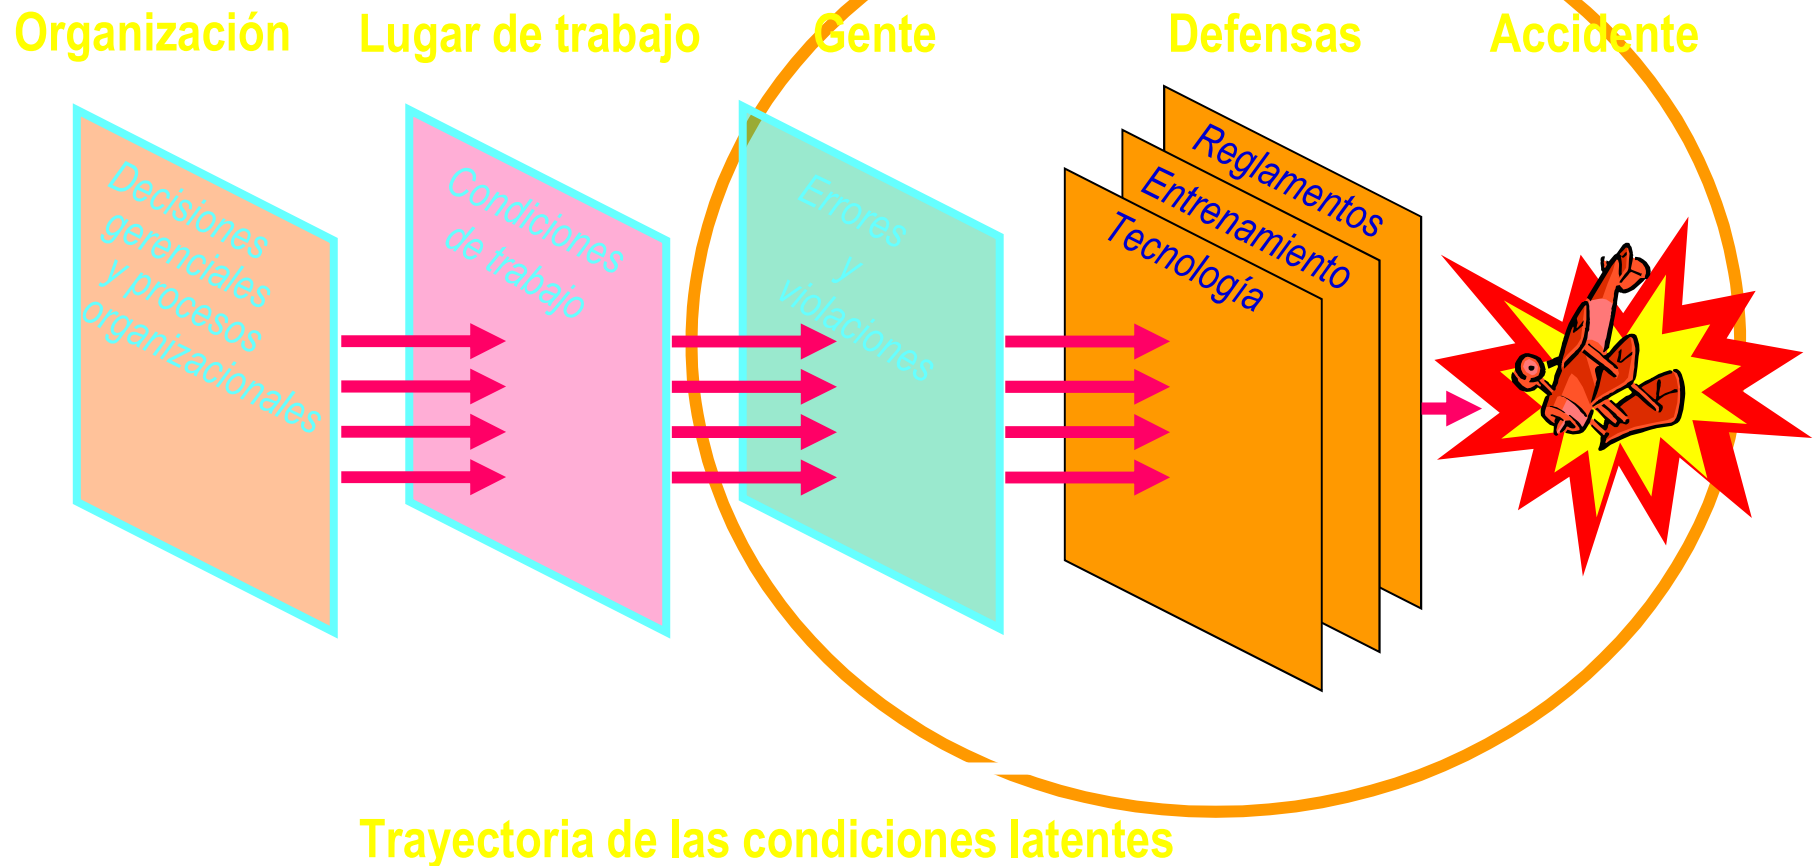 Organización
Lugar de trabajo
Gente
Defensas
Accidente
Decisiones
gerenciales
y procesos
organizacionales
Condiciones
de trabajo
Errores
y
violaciones
Reglamentos
Entrenamiento
Tecnología
Trayectoria de las condiciones latentes